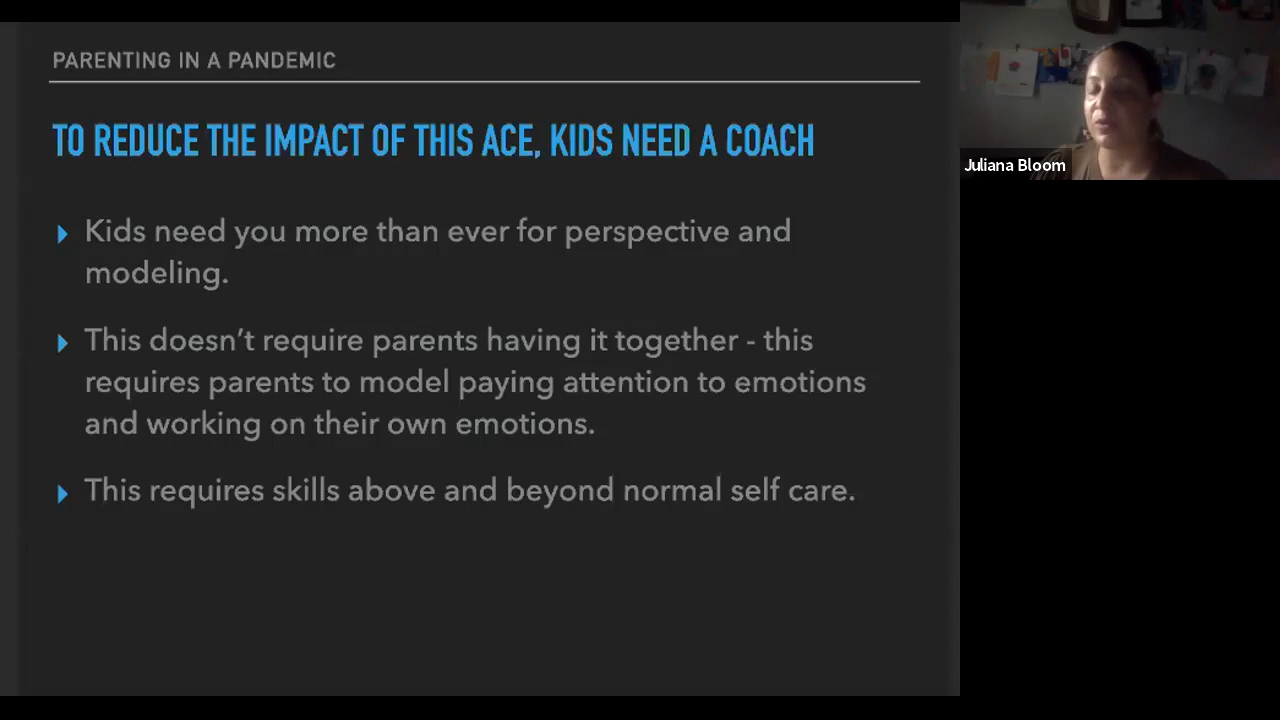 PARENTING IN A PANDEMIC
TO REDUCE THE IMPACT OF THIS ACE, KIDS NEED A COACH
Kids need you more than ever for perspective and
modeling.
This doesn’t require parents having it together - this
requires parents to model paying attention to emotions
and working on their own emotions.
This requires skills above and beyond normal self care.
Juliana Bloom